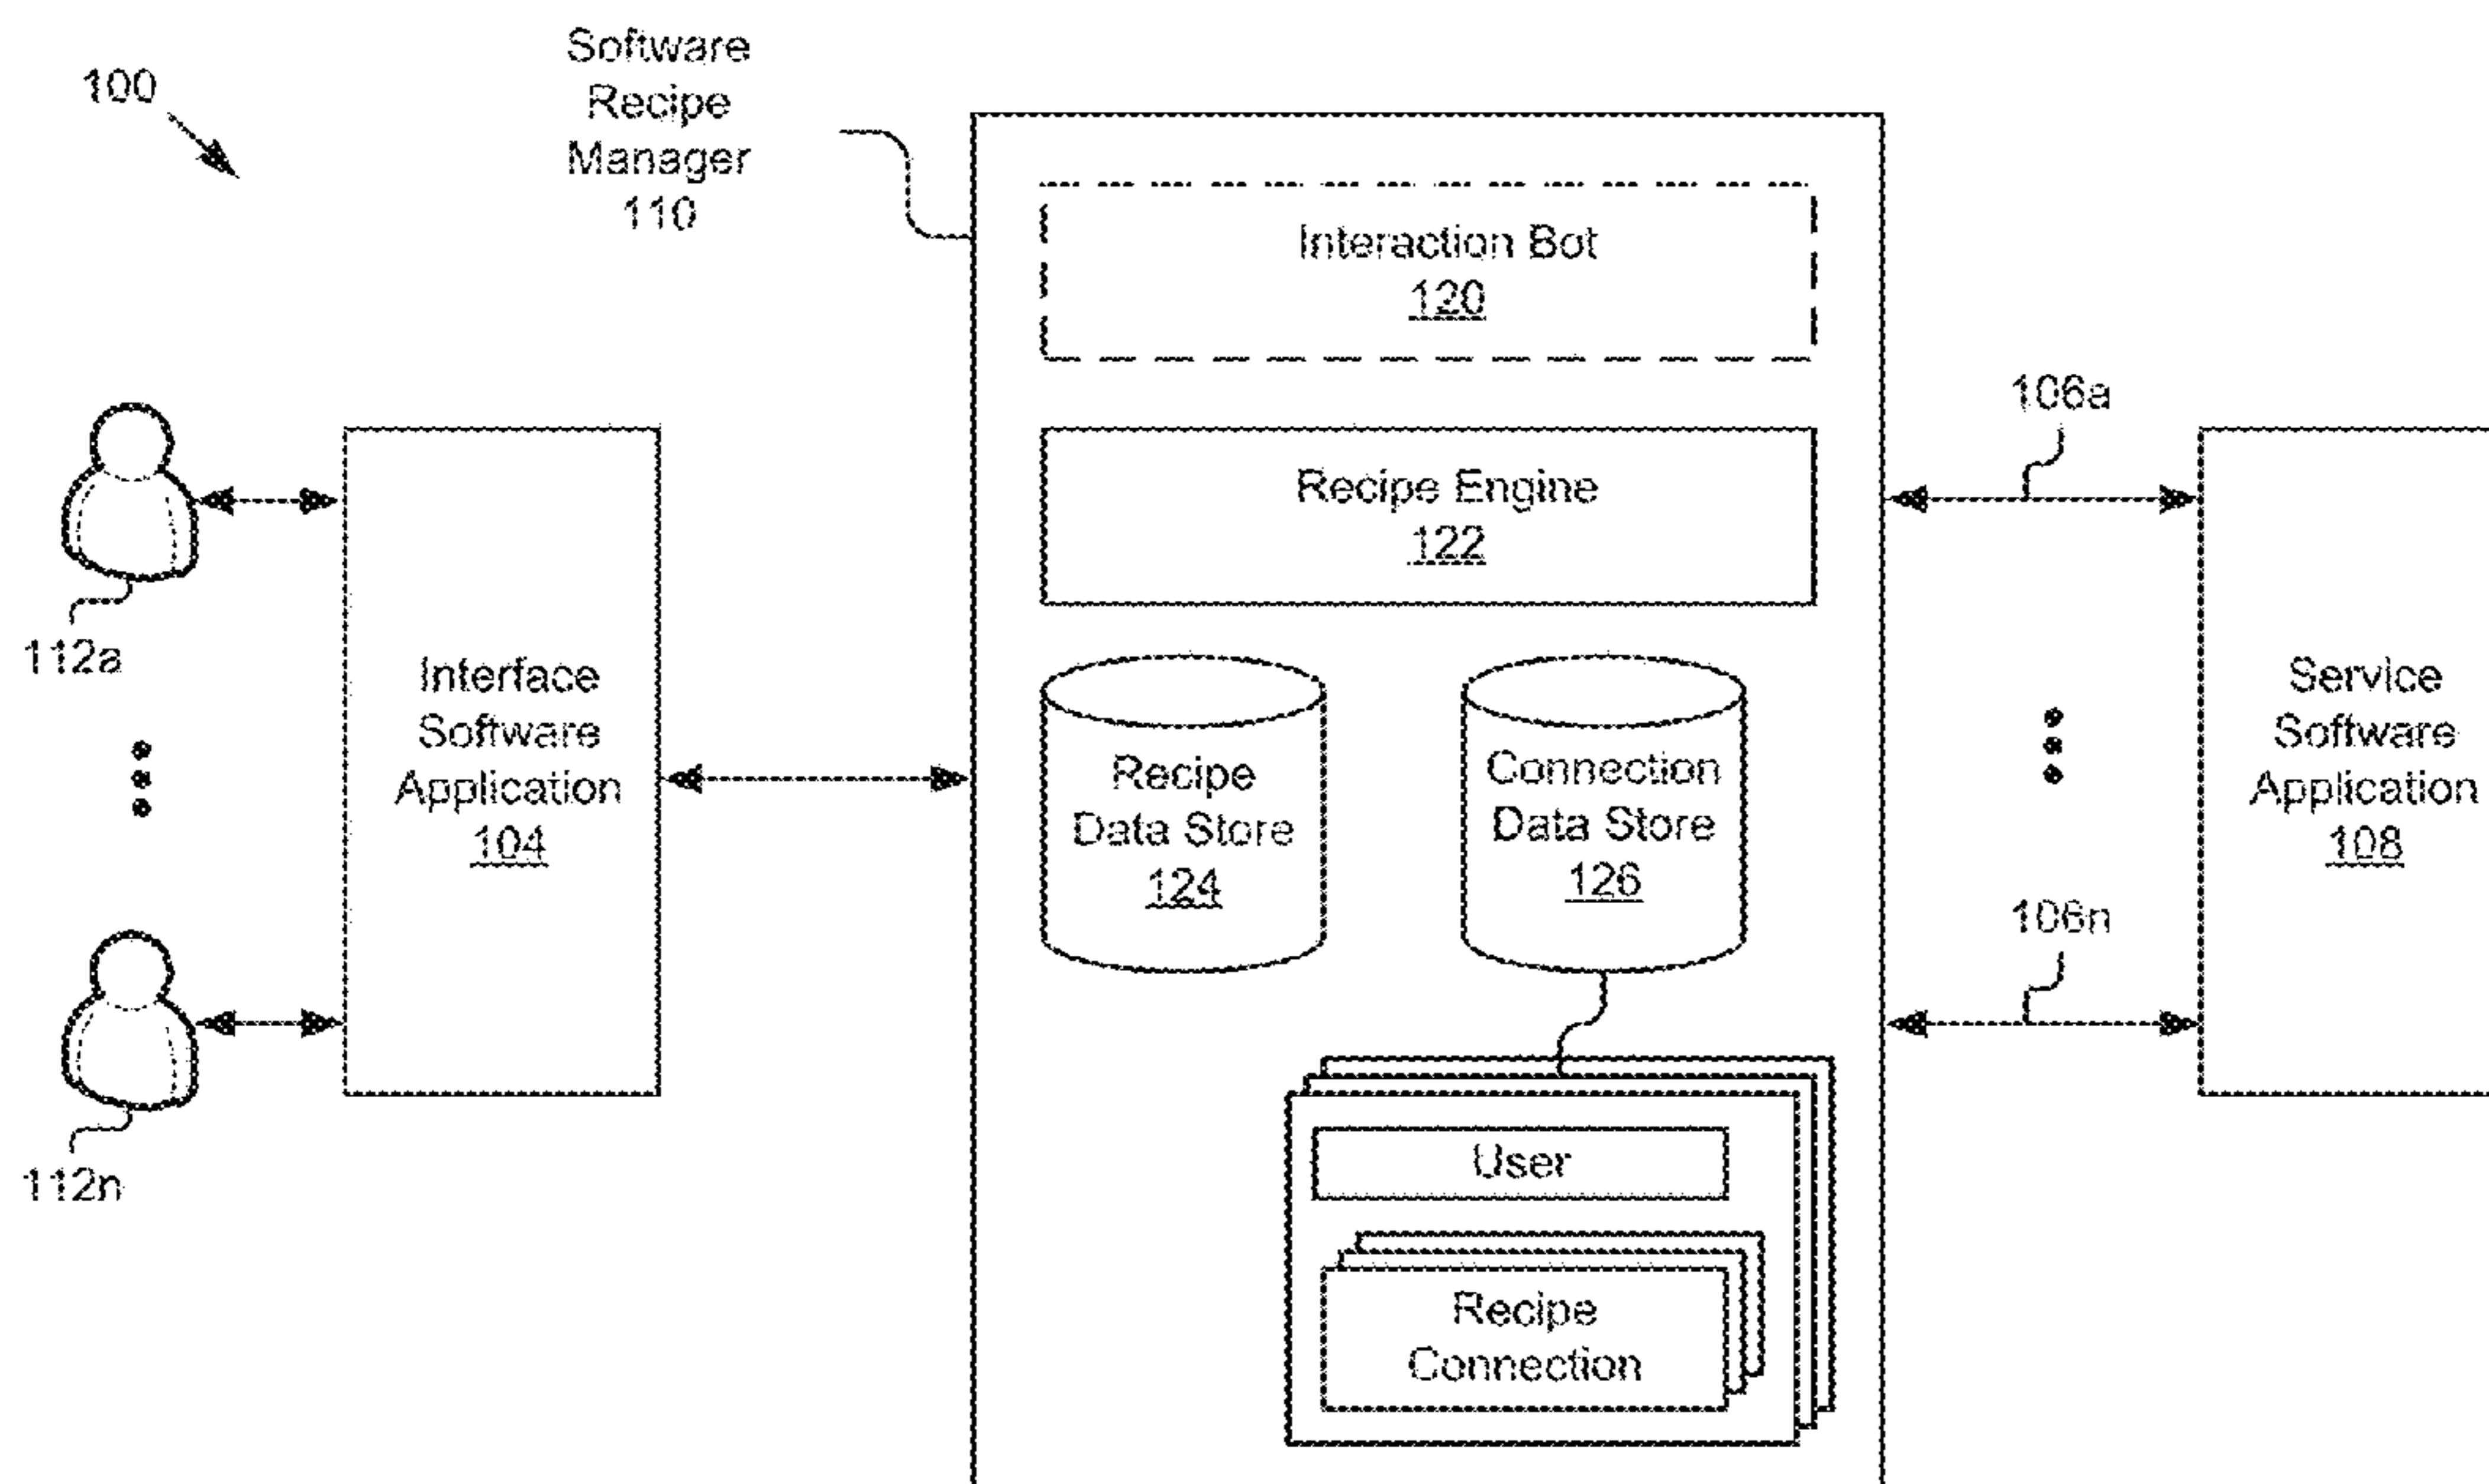 100
Software
Recipe
Manager
110
Interaction Bot
120
Recipe Engine
122
106a
112a
Interface
Software
Application
104
Recipe
Data Store
124
Connection
Data Store
126
Service
Software
Application
108
106n
112n
User
Recipe
Connection